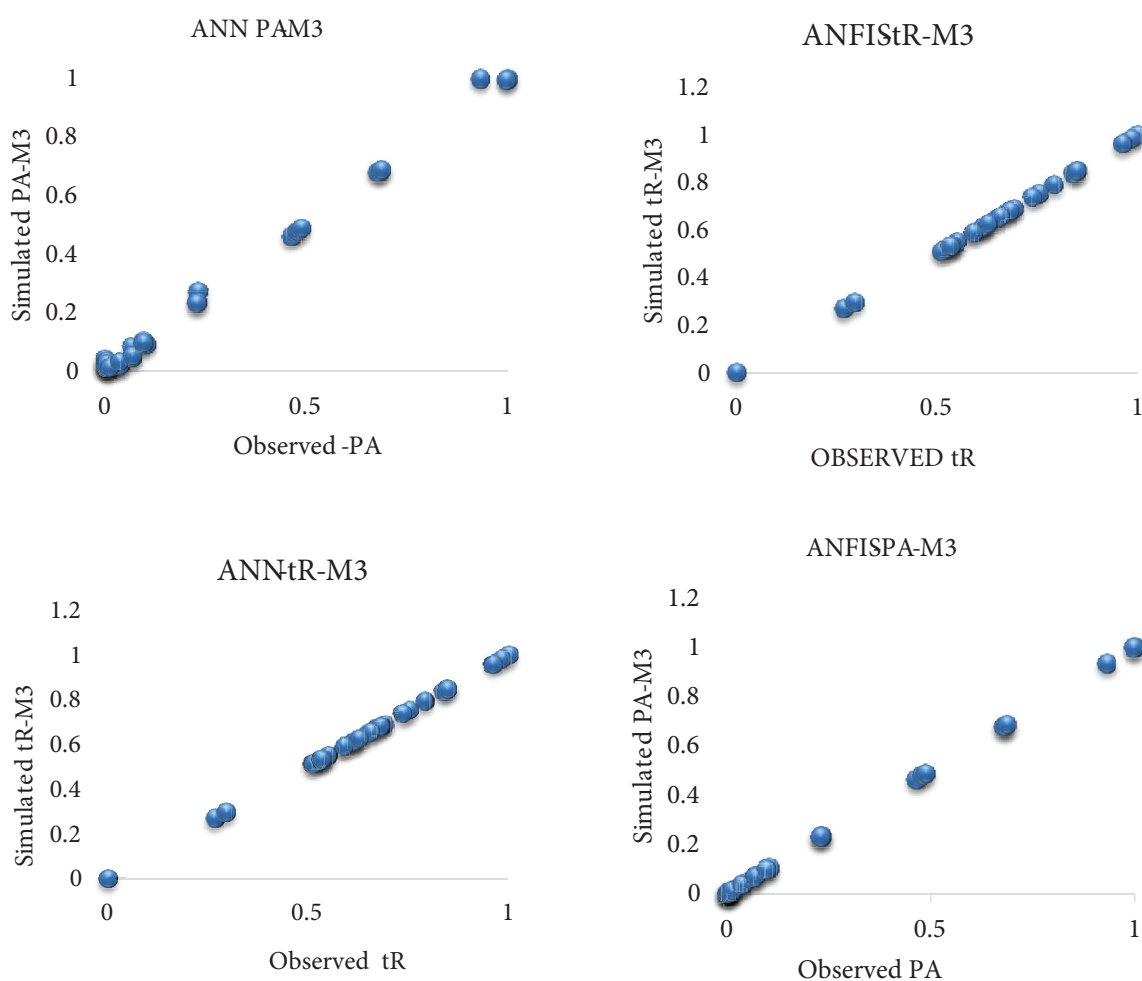 ANN PAM3
Simulated PA-M3
1
0.8
0.6
0.4
0.2
0
0 0.5 1
Observed -PA
ANFIStR-M3
Simulated tR-M3
1.2
1
0.8
0.6
0.4
0.2
0
0 0.5 1
OBSERVED tR
ANNtR-M3
Simulated tR-M3
1.2
1
0.8
0.6
0.4
0.2
0
0 0.5 1
Observed tR
ANFISPA-M3
Simulated PA-M3
1.2
1
0.8
0.6
0.4
0.2
0
0 0.5 1
Observed PA